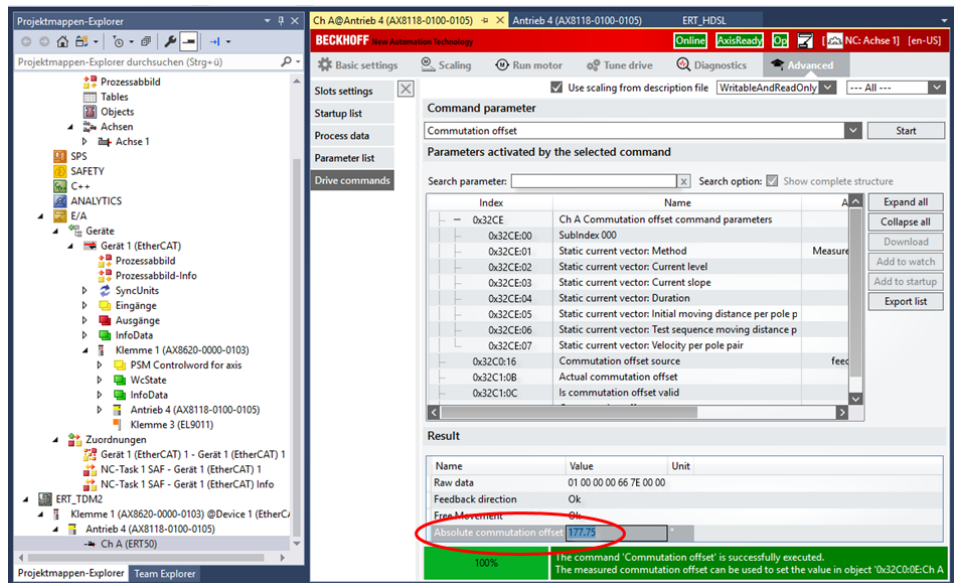 Projektmappen-Explorer
Projektmappen-Explorer durchsuchen (Strg+ü)
Prozessabbild
Tables
Objects
Achsen
Achse 1
SPS
SAFETY
C++
ANALYTICS
E/A
Geräte
Gerät 1 (EtherCAT)
Prozessabbild
Prozessabbild-Info
SyncUnits
Eingänge
Ausgänge
InfoData
Klemme 1 (AX8620-0000-0103)
PSM Controlword for axis
WcState
InfoData
Antrieb 4 (AX8118-0100-0105)
Klemme 3 (EL9011)
Zuordnungen
Gerät 1 (EtherCAT) 1 - Gerät 1 (EtherCAT) 1
NC-Task 1 SAF - Gerät 1 (EtherCAT) 1
NC-Task 1 SAF - Gerät 1 (EtherCAT) Info
ERT_TDM2
Klemme 1 (AX8620-0000-0103) @Device 1 (EtherCA
Antrieb 4 (AX8118-0100-0105)
Ch A (ERT50)
Projektmappen-Explorer Team Explorer
Ch A@Antrieb 4 (AX8118-0100-0105) Antrieb 4 (AX8118-0100-0105) ERT_HDSL
BECKHOFF New Automation Technology Online AxisReady Op [ NC: Achse 1] [en-US]
Basic settings Scaling Run motor Tune drive Diagnostics Advanced
Slots settings
Startup list
Process data
Parameter list
Drive commands
Use scaling from description file WritableAndReadOnly --- All ---
Command parameter
Commutation offset Start
Parameters activated by the selected command
Search parameter: x Search option: Show complete structure
Index Name A
0x32CE Ch A Commutation offset command parameters
0x32CE:00 SubIndex 000
0x32CE:01 Static current vector: Method Measure
0x32CE:02 Static current vector: Current level
0x32CE:03 Static current vector: Current slope
0x32CE:04 Static current vector: Duration
0x32CE:05 Static current vector: Initial moving distance per pole p
0x32CE:06 Static current vector: Test sequence moving distance p
0x32CE:07 Static current vector: Velocity per pole pair
0x32C0:16 Commutation offset source feec
0x32C1:0B Actual commutation offset
0x32C1:0C Is commutation offset valid
Expand all
Collapse all
Download
Add to watch
Add to startup
Export list
Result
Name Value Unit
Raw data 01 00 00 00 66 7E 00 00
Feedback direction Ok
Free Movement Ok
Absolute commutation offset 177.75 °
100%
The command 'Commutation offset' is successfully executed.
The measured commutation offset can be used to set the value in object '0x32C0:0E:Ch A